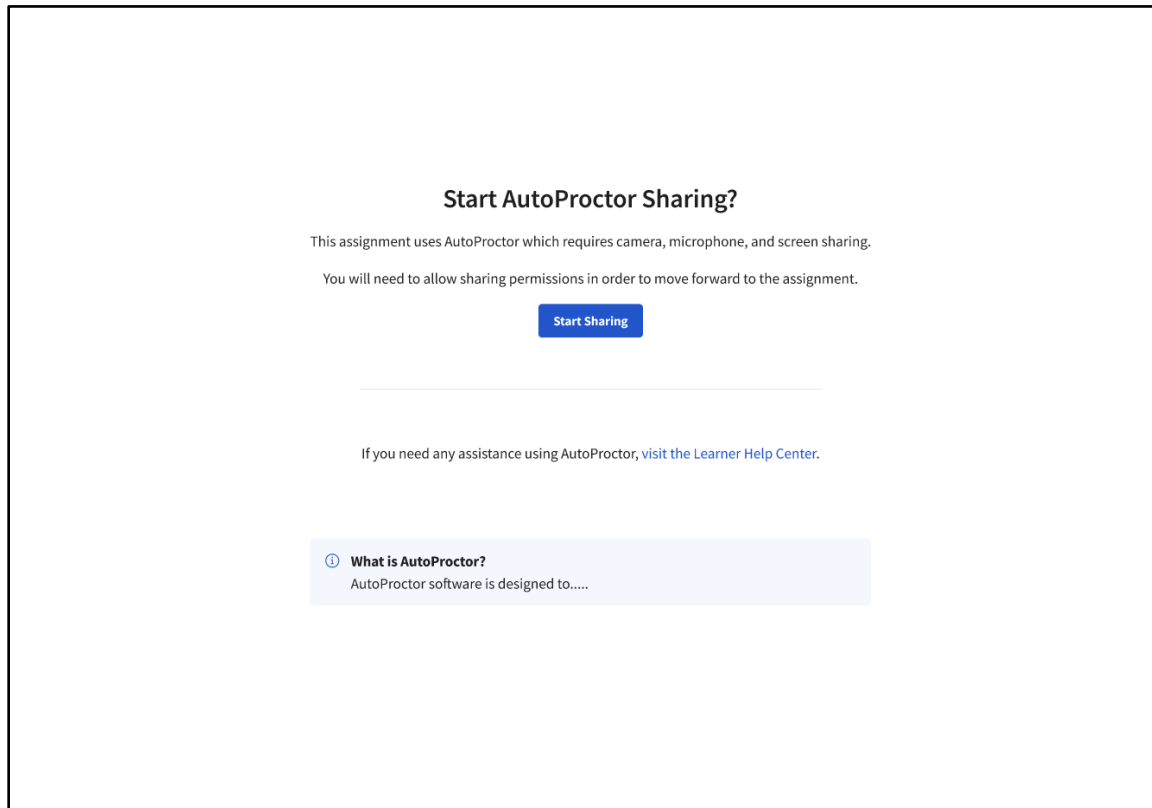 Start AutoProctor Sharing?
This assignment uses AutoProctor which requires camera, microphone, and screen sharing.
You will need to allow sharing permissions in order to move forward to the assignment.
Start Sharing
If you need any assistance using AutoProctor, visit the Learner Help Center.
What is AutoProctor?
AutoProctor software is designed to.....